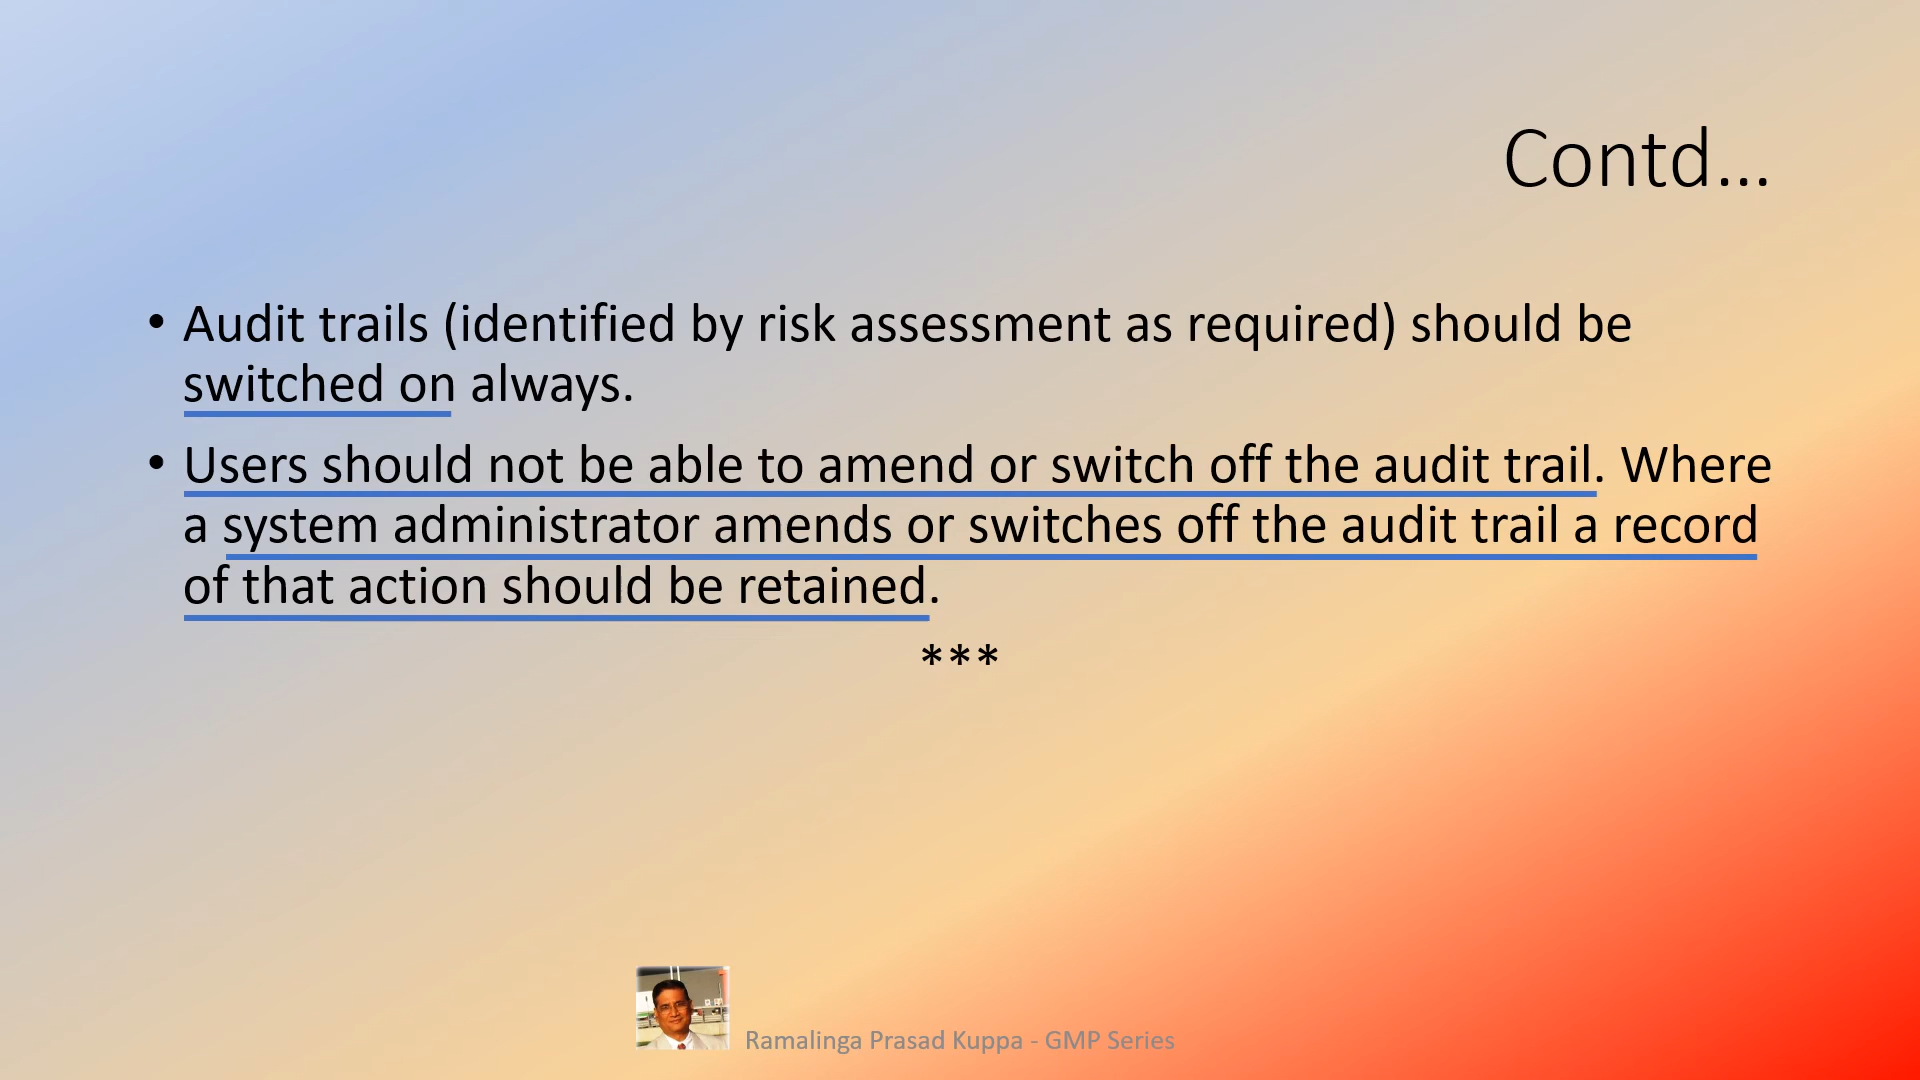 Contd...
• Audit trails (identified by risk assessment as required) should be
switched on always.
• Users should not be able to amend or switch off the audit trail. Where
a system administrator amends or switches off the audit trail a record
of that action should be retained.
***
Ramalinga Prasad Kuppa - GMP Series